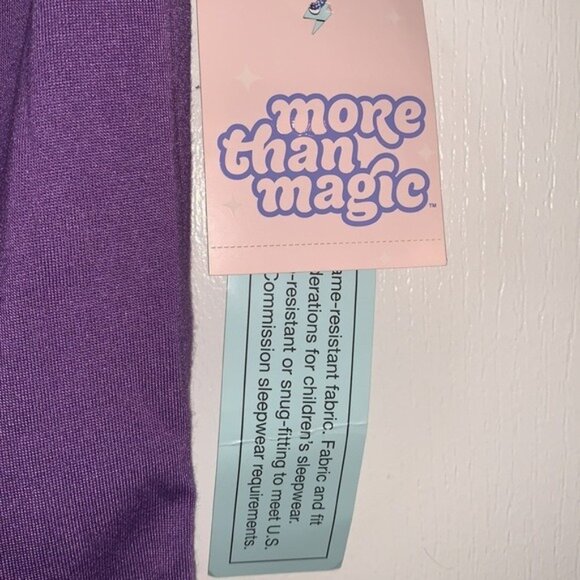 more
than
magic™
ame-resistant fabric. Fabric and fit
derations for children's sleepwear.
-resistant or snug-fitting to meet U.S.
Commission sleepwear requirements.